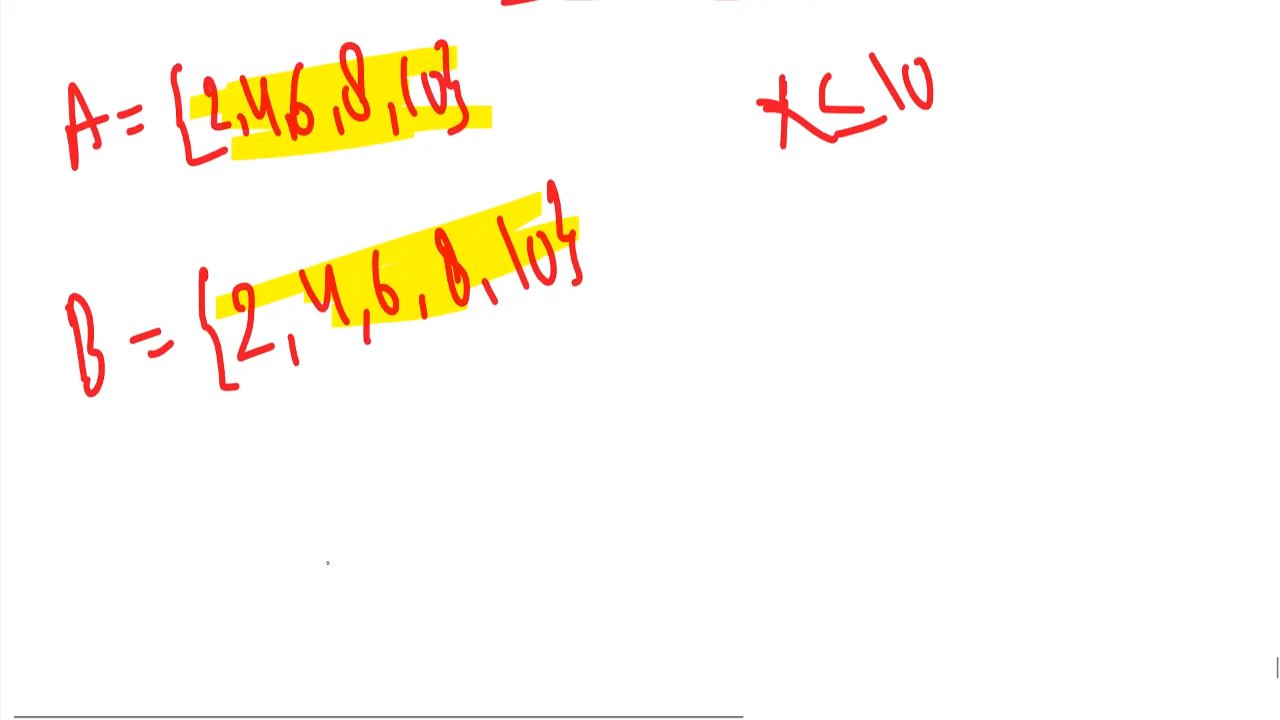 A = {2,4,6,8,10}
x ≤ 10
B = {2,4,6,8,10}